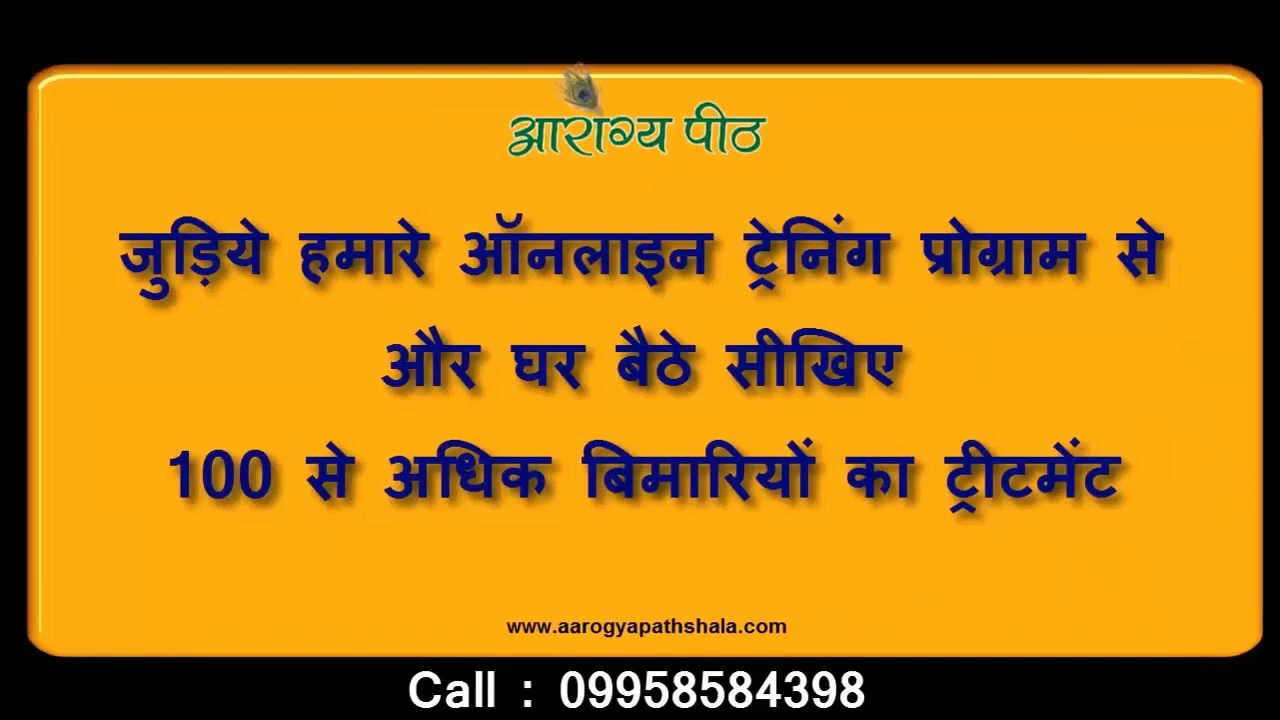 आरोग्य पीठ
जुड़िये हमारे ऑनलाइन ट्रेनिंग प्रोग्राम से
और घर बैठे सीखिए
100 से अधिक बिमारियों का ट्रीटमेंट
www.aarogyapathshala.com
Call : 09958584398